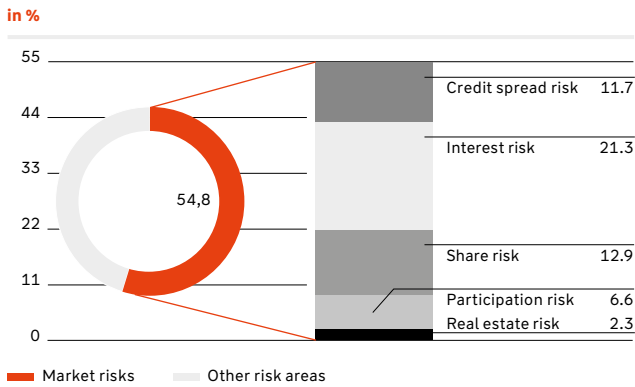 in %
55
Credit spread risk 11.7
44
Interest risk 21.3
33
54,8
22
Share risk 12.9
11
Participation risk 6.6
Real estate risk 2.3
0
Market risks Other risk areas